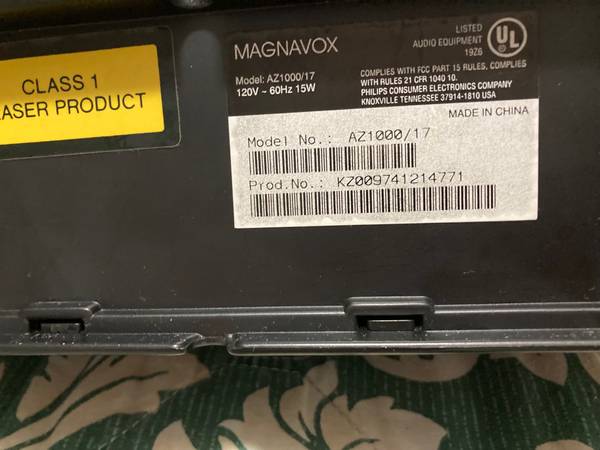 CLASS 1
LASER PRODUCT
MAGNAVOX
Model: AZ1000/17
120V ~ 60Hz 15W
LISTED
AUDIO EQUIPMENT
19Z6
UL
COMPLIES WITH FCC PART 15 RULES. COMPLIES
WITH RULES 21 CFR 1040 10.
PHILIPS CONSUMER ELECTRONICS COMPANY
KNOXVILLE TENNESSEE 37914-1810 USA
MADE IN CHINA
Model No.: AZ1000/17
Prod.No.: KZ009741214771